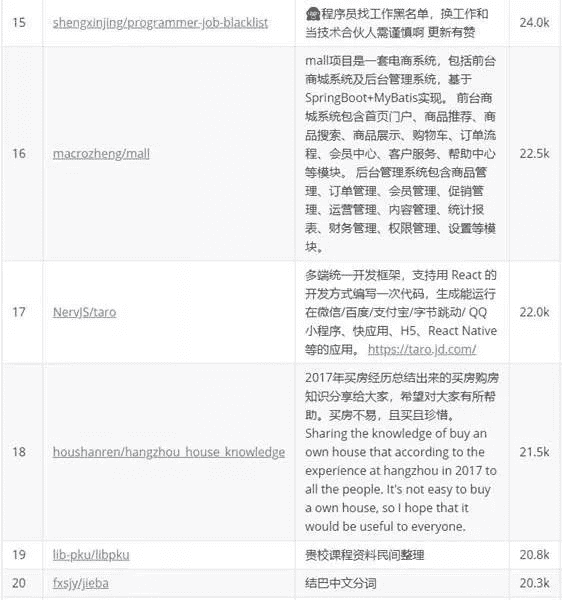 15
shengxinjing/programmer-job-blacklist
🙈程序员找工作黑名单，换工作和
当技术合伙人需谨慎啊 更新有赞
24.0k
16
macrozheng/mall
mall项目是一套电商系统，包括前台
商城系统及后台管理系统，基于
SpringBoot+MyBatis实现。 前台商
城系统包含首页门户、商品推荐、商
品搜索、商品展示、购物车、订单流
程、会员中心、客户服务、帮助中心
等模块。 后台管理系统包含商品管
理、订单管理、会员管理、促销管
理、运营管理、内容管理、统计报
表、财务管理、权限管理、设置等模
块。
22.5k
17
NervJS/taro
多端统一开发框架，支持用 React 的
开发方式编写一次代码，生成能运行
在微信/百度/支付宝/字节跳动/ QQ
小程序、快应用、H5、React Native
等的应用。 https://taro.jd.com/
22.0k
18
houshanren/hangzhou_house_knowledge
2017年买房经历总结出来的买房购房
知识分享给大家，希望对大家有所帮
助。买房不易，且买且珍惜。
Sharing the knowledge of buy an
own house that according to the
experience at hangzhou in 2017 to
all the people. It's not easy to buy
a own house, so I hope that it
would be useful to everyone.
21.5k
19
lib-pku/libpku
贵校课程资料民间整理
20.8k
20
fxsjy/jieba
结巴中文分词
20.3k